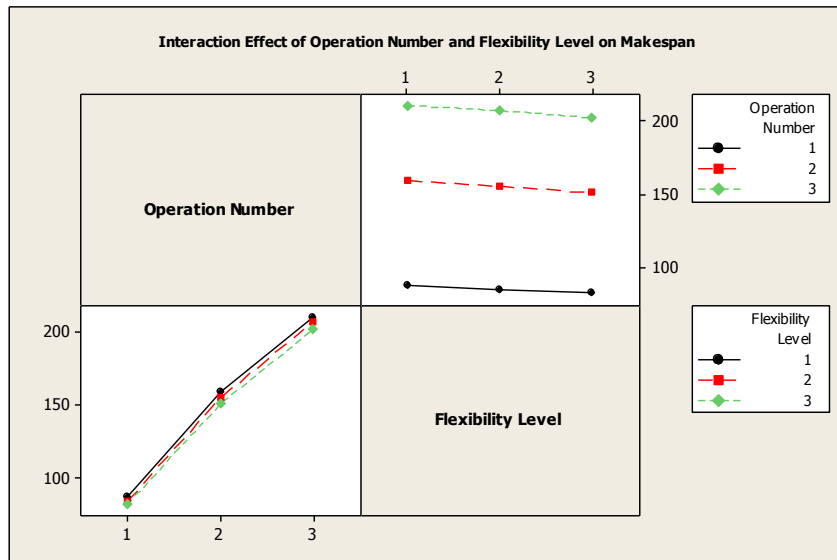 Interaction Effect of Operation Number and Flexibility Level on Makespan
1 2 3
Operation Number
200
150
100
Operation
Number
1
2
3
200
150
100
Flexibility Level
Flexibility
Level
1
2
3
1 2 3